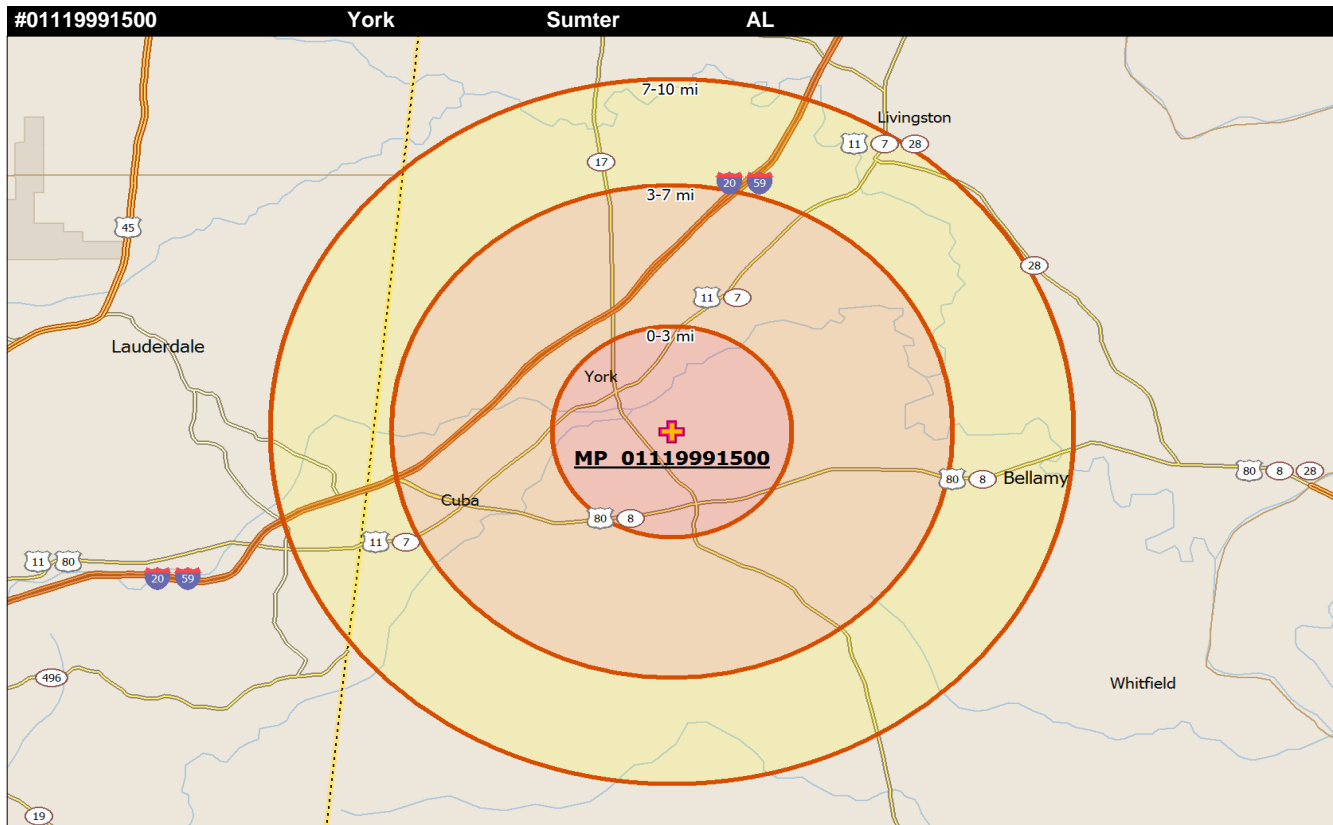 #01119991500 York Sumter AL
7-10 mi
Livingston
11 7 28
17
20 59
3-7 mi
45
28
11 7
0-3 mi
Lauderdale
York
MP 01119991500
80 8 Bellamy
80 8 28
Cuba
80 8
11 7
11 80
20 59
496
Whitfield
19